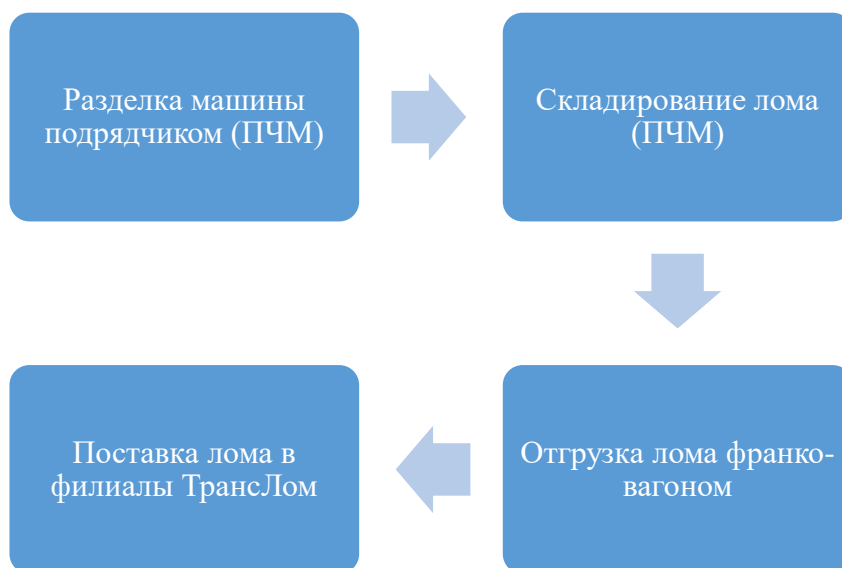 Разделка машины
подрядчиком (ПЧМ)
Складирование лома
(ПЧМ)
Отгрузка лома франко-
вагоном
Поставка лома в
филиалы ТрансЛом